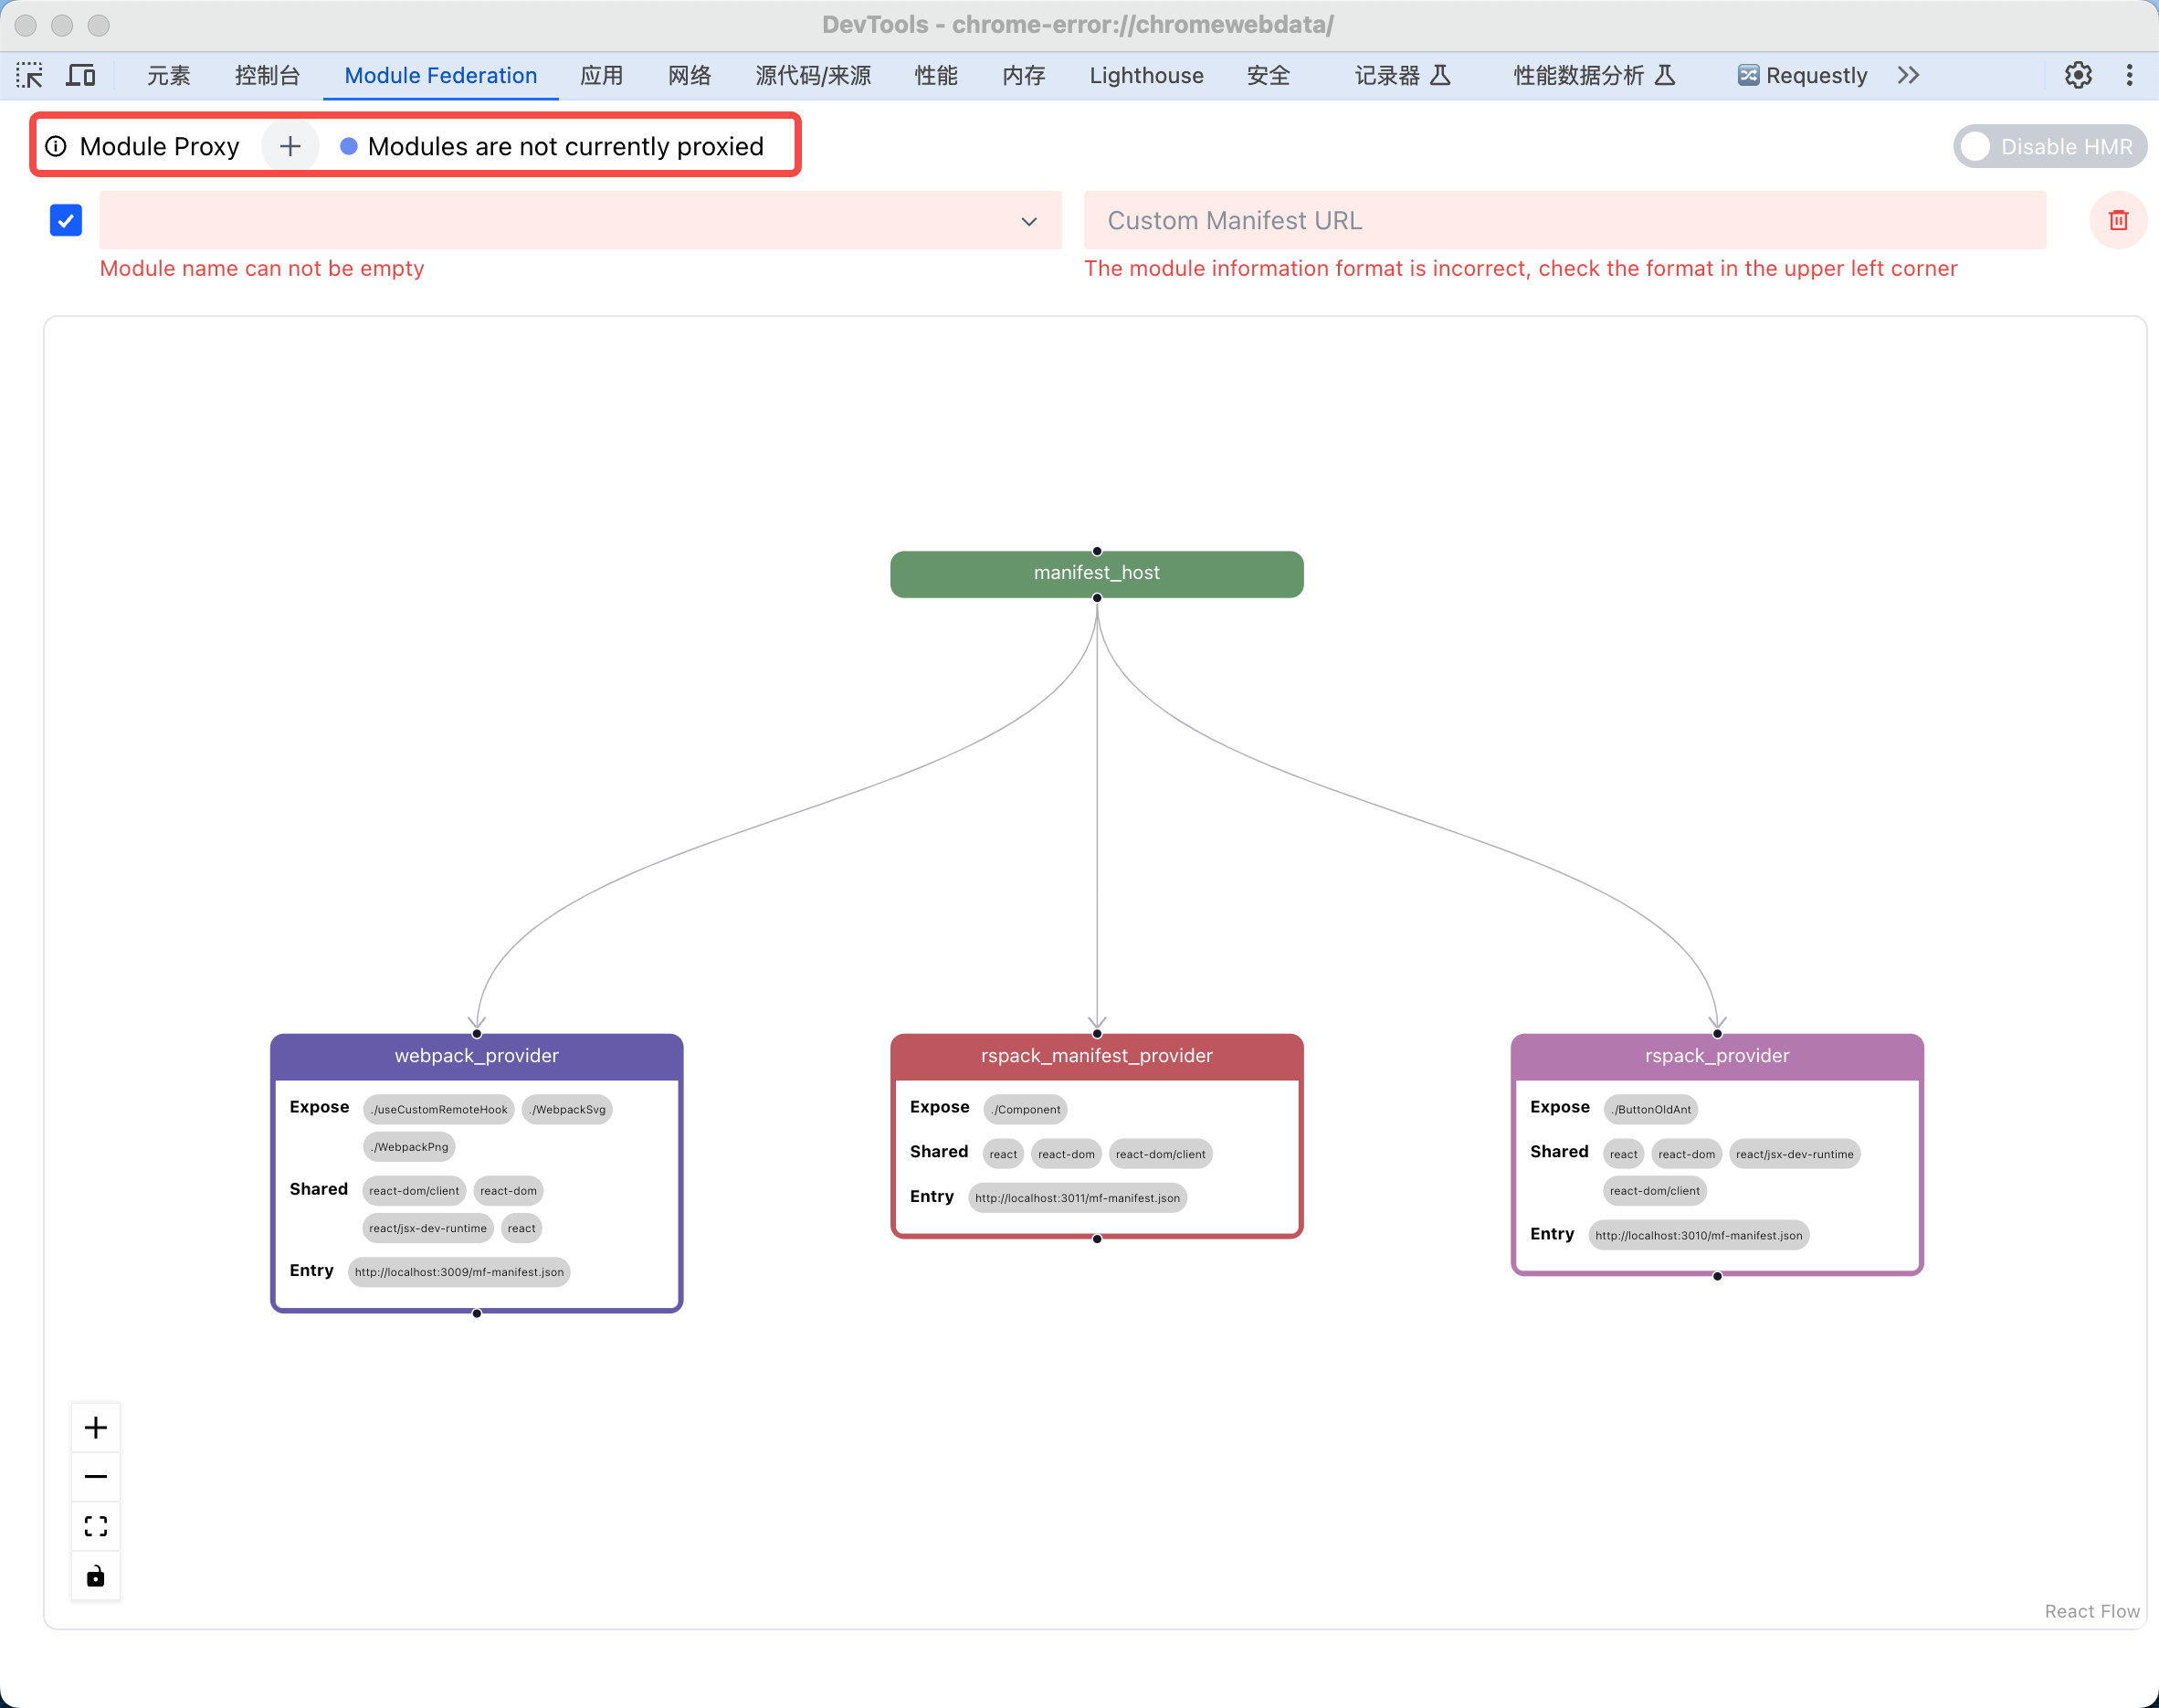 DevTools - chrome-error://chromewebdata/
元素 控制台 Module Federation 应用 网络 源代码/来源 性能 内存 Lighthouse 安全 记录器 性能数据分析 Requestly
Module Proxy Modules are not currently proxied Disable HMR
Custom Manifest URL
Module name can not be empty The module information format is incorrect, check the format in the upper left corner
manifest_host
webpack_provider
Expose ./useCustomRemoteHook ./WebpackSvg
./WebpackPng
Shared react-dom/client react-dom
react/jsx-dev-runtime react
Entry http://localhost:3009/mf-manifest.json
rspack_manifest_provider
Expose ./Component
Shared react react-dom react-dom/client
Entry http://localhost:3011/mf-manifest.json
rspack_provider
Expose ./ButtonOldAnt
Shared react react-dom react/jsx-dev-runtime
react-dom/client
Entry http://localhost:3010/mf-manifest.json
React Flow